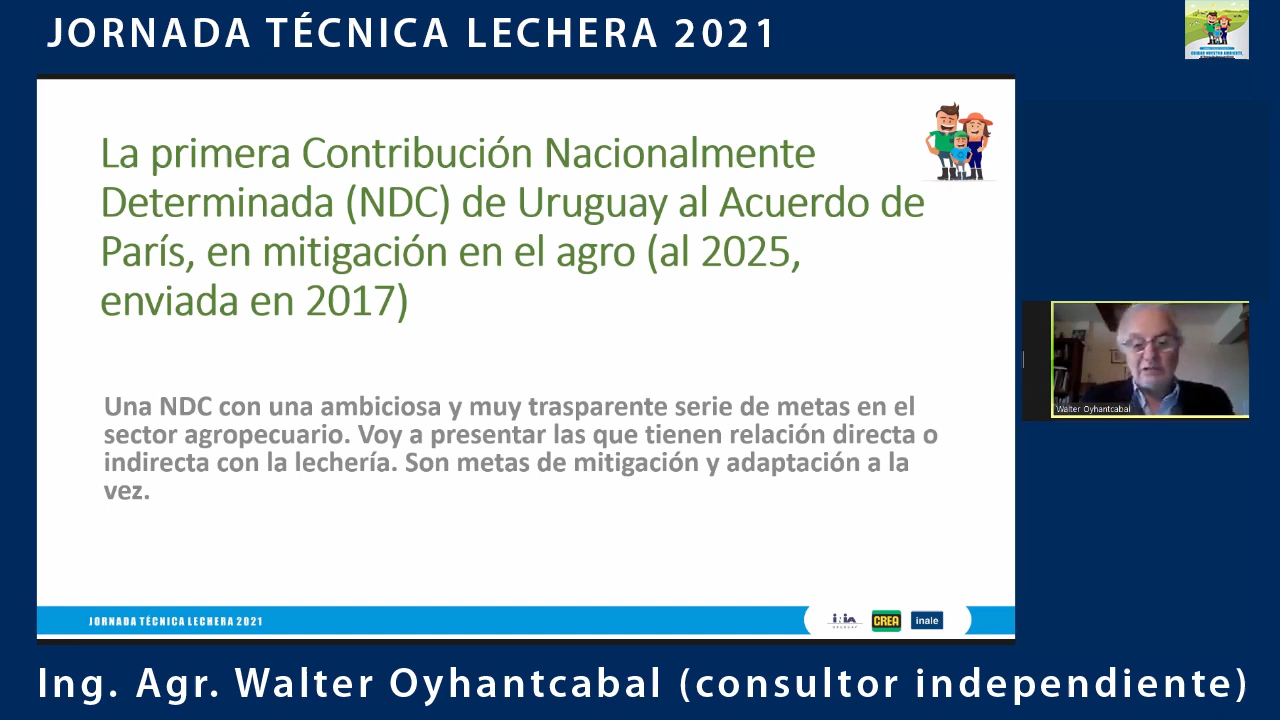 JORNADA TÉCNICA LECHERA 2021
La primera Contribución Nacionalmente
Determinada (NDC) de Uruguay al Acuerdo de
París, en mitigación en el agro (al 2025,
enviada en 2017)
Una NDC con una ambiciosa y muy trasparente serie de metas en el
sector agropecuario. Voy a presentar las que tienen relación directa o
indirecta con la lechería. Son metas de mitigación y adaptación a la
vez.
Walter Oyhantcabal
JORNADA TÉCNICA LECHERA 2021
inia
URUGUAY
CREA
inale
Ing. Agr. Walter Oyhantcabal (consultor independiente)